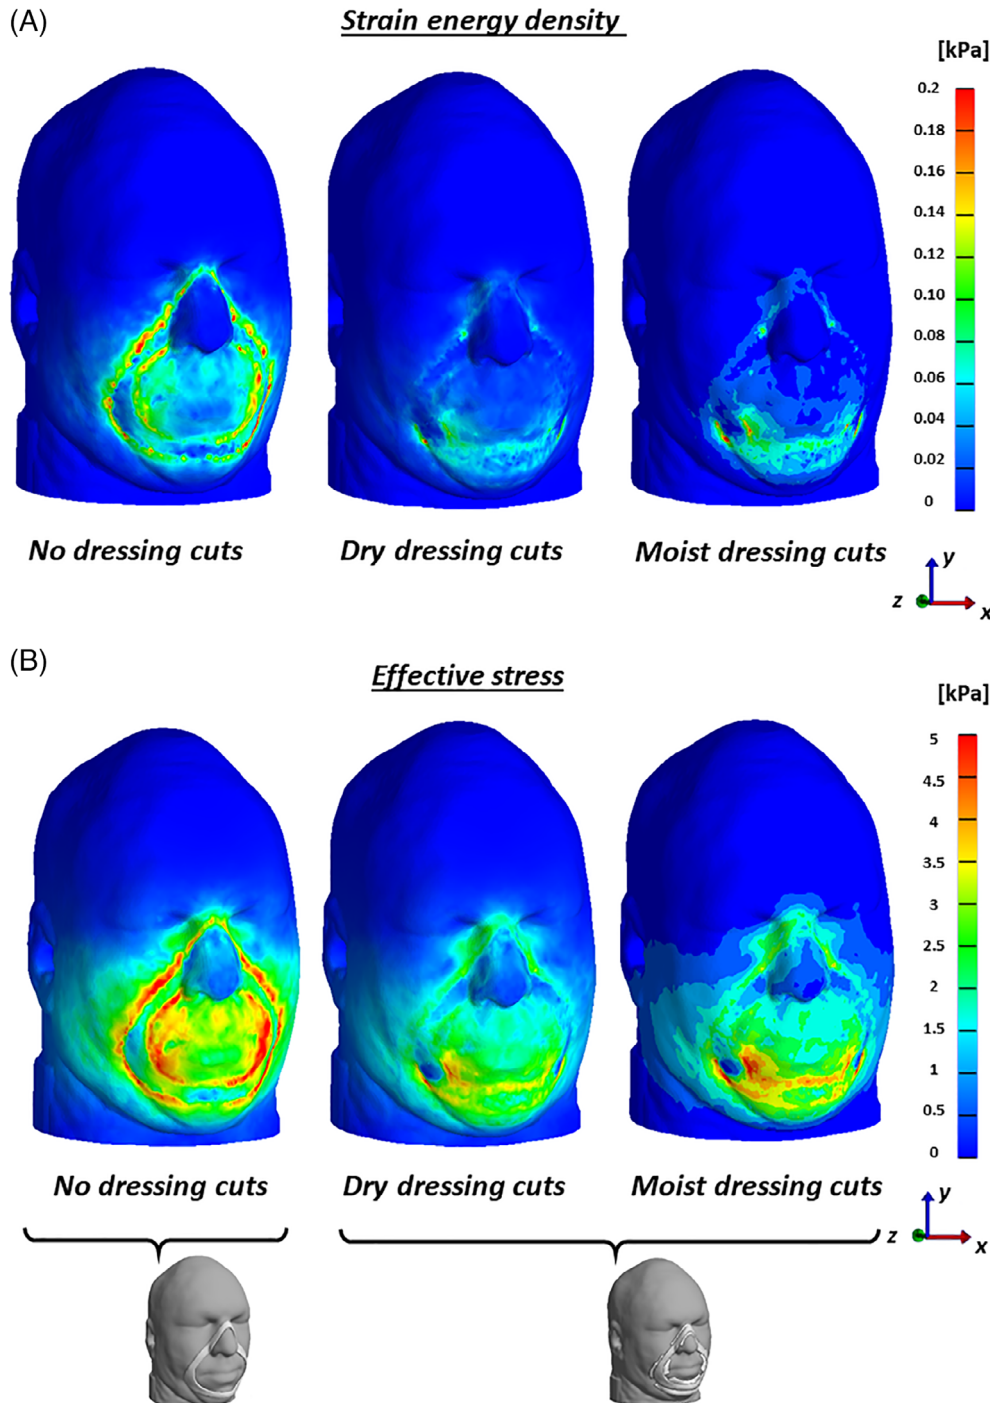 (A)
Strain energy density
[kPa]
0.2
0.18
0.16
0.14
0.12
0.10
0.08
0.06
0.04
0.02
0
No dressing cuts
Dry dressing cuts
Moist dressing cuts
y
z
x
(B)
Effective stress
[kPa]
5
4.5
4
3.5
3
2.5
2
1.5
1
0.5
0
No dressing cuts
Dry dressing cuts
Moist dressing cuts
y
z
x